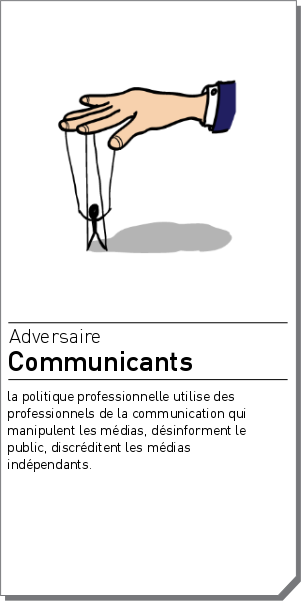 Adversaire
Communicants
la politique professionnelle utilise des
professionnels de la communication qui
manipulent les médias, désinforment le
public, discréditent les médias
indépendants.